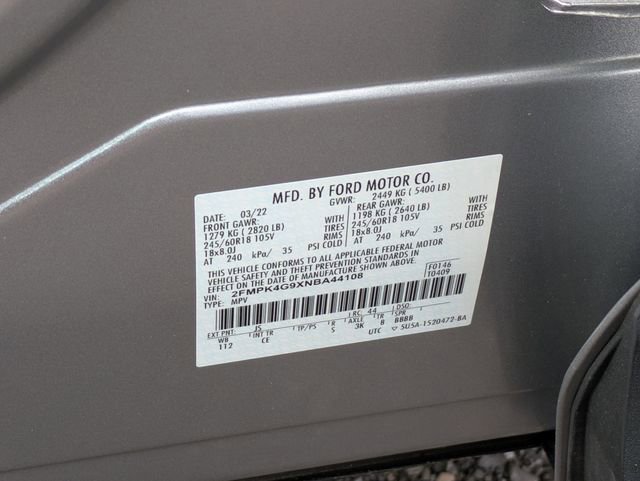 MFD. BY FORD MOTOR CO.
DATE: 03/22 GVWR: 2449 KG ( 5400 LB)
FRONT GAWR: REAR GAWR:
1279 KG ( 2820 LB) WITH 1198 KG ( 2640 LB) WITH
245/60R18 105V TIRES 245/60R18 105V TIRES
18x8.0J RIMS 18x8.0J RIMS
AT 240 kPa/ 35 PSI COLD AT 240 kPa/ 35 PSI COLD
THIS VEHICLE CONFORMS TO ALL APPLICABLE FEDERAL MOTOR
VEHICLE SAFETY AND THEFT PREVENTION STANDARDS IN
EFFECT ON THE DATE OF MANUFACTURE SHOWN ABOVE.
VIN: 2FMPK4G9XNBA44108 F0146
TYPE: MPV T0409
EXT PNT: JS RC: 44 DSO:
WB INT TR TP/PS R AXLE TR SPR
112 CE S 3K 8 BBBB
UTC 5U5A-1520472-BA